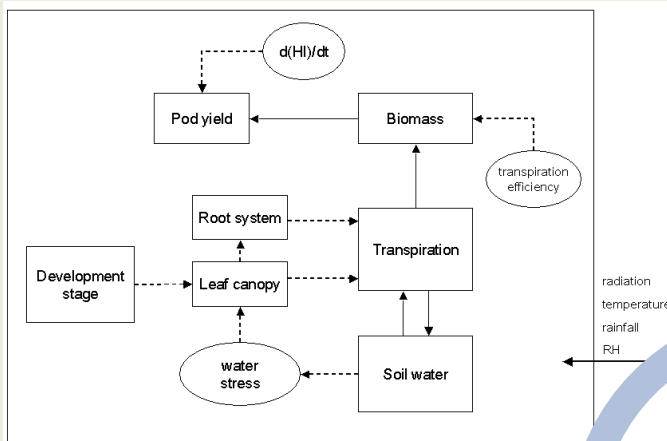 d(HI)/dt
Pod yield
Biomass
transpiration
efficiency
Root system
Transpiration
Development
stage
Leaf canopy
water
stress
Soil water
radiation
temperature
rainfall
RH